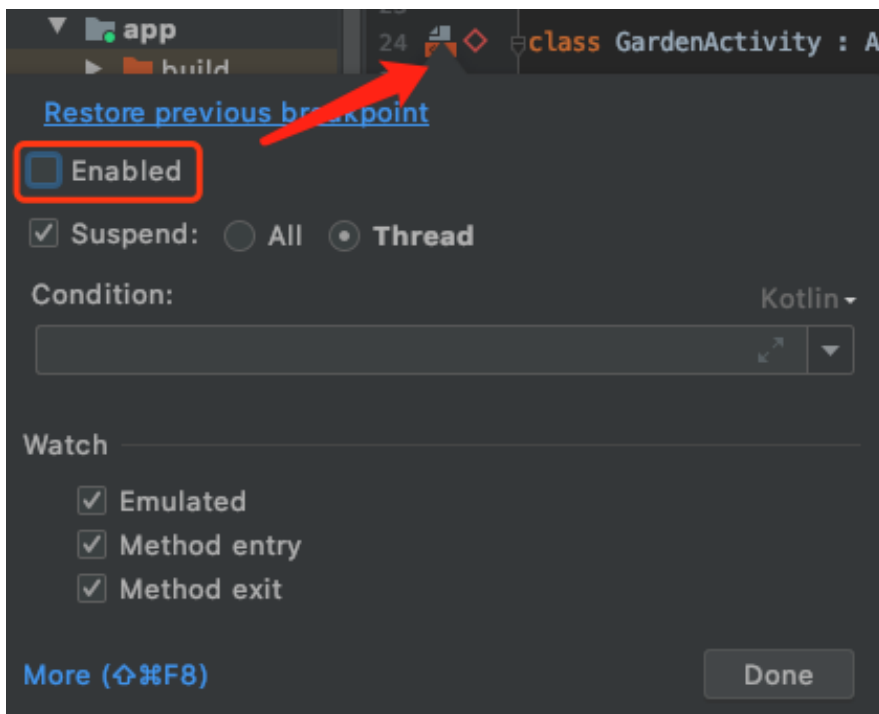 app
24 class GardenActivity : A
build
Restore previous breakpoint
Enabled
Suspend: All Thread
Condition:
Kotlin
Watch
Emulated
Method entry
Method exit
More (⇧⌘F8)
Done